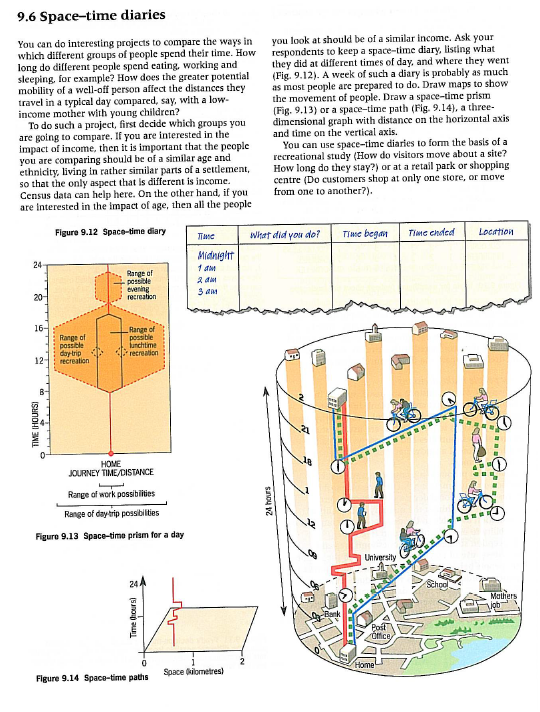 9.6 Space–time diaries
You can do interesting projects to compare the ways in
which different groups of people spend their time. How
long do different people spend eating, working and
sleeping, for example? How does the greater potential
mobility of a well-off person affect the distances they
travel in a typical day compared, say, with a low-
income mother with young children?
To do such a project, first decide which groups you
are going to compare. If you are interested in the
impact of income, then it is important that the people
you are comparing should be of a similar age and
ethnicity, living in rather similar parts of a settlement,
so that the only aspect that is different is income.
Census data can help here. On the other hand, if you
are interested in the impact of age, then all the people
you look at should be of a similar income. Ask your
respondents to keep a space–time diary, listing what
they did at different times of day, and where they went
(Fig. 9.12). A week of such a diary is probably as much
as most people are prepared to do. Draw maps to show
the movement of people. Draw a space–time prism
(Fig. 9.13) or a space–time path (Fig. 9.14), a three-
dimensional graph with distance on the horizontal axis
and time on the vertical axis.
You can use space–time diaries to form the basis of a
recreational study (How do visitors move about a site?
How long do they stay?) or at a retail park or shopping
centre (Do customers shop at only one store, or move
from one to another?).
Figure 9.12 Space–time diary
Time
What did you do?
Time began
Time ended
Location
Midnight
1 am
2 am
3 am
24
20
16
12
8
4
0
TIME (HOURS)
Range of
possible
evening
recreation
Range of
possible
day-trip
recreation
Range of
possible
lunchtime
recreation
HOME
JOURNEY TIME/DISTANCE
Range of work possibilities
Range of day-trip possibilities
Figure 9.13 Space–time prism for a day
24
Time (hours)
0
1
2
Space (kilometres)
Figure 9.14 Space–time paths
24 hours
2
21
18
1
12
09
06
03
0
University
School
Mothers
job
Bank
Post
Office
Home